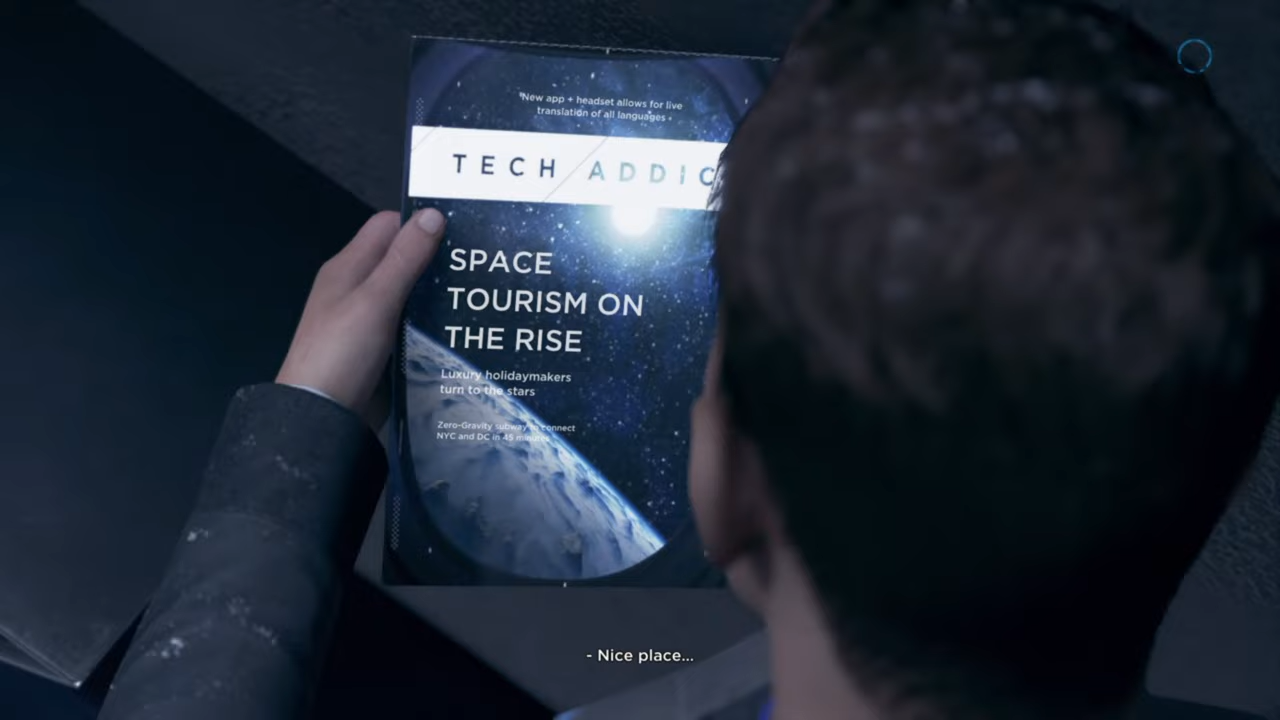 New app + headset allows for live
translation of all languages
TECH ADDIC
SPACE
TOURISM ON
THE RISE
Luxury holidaymakers
turn to the stars
Zero-Gravity subway to connect
NYC and DC in 45 minutes
- Nice place...